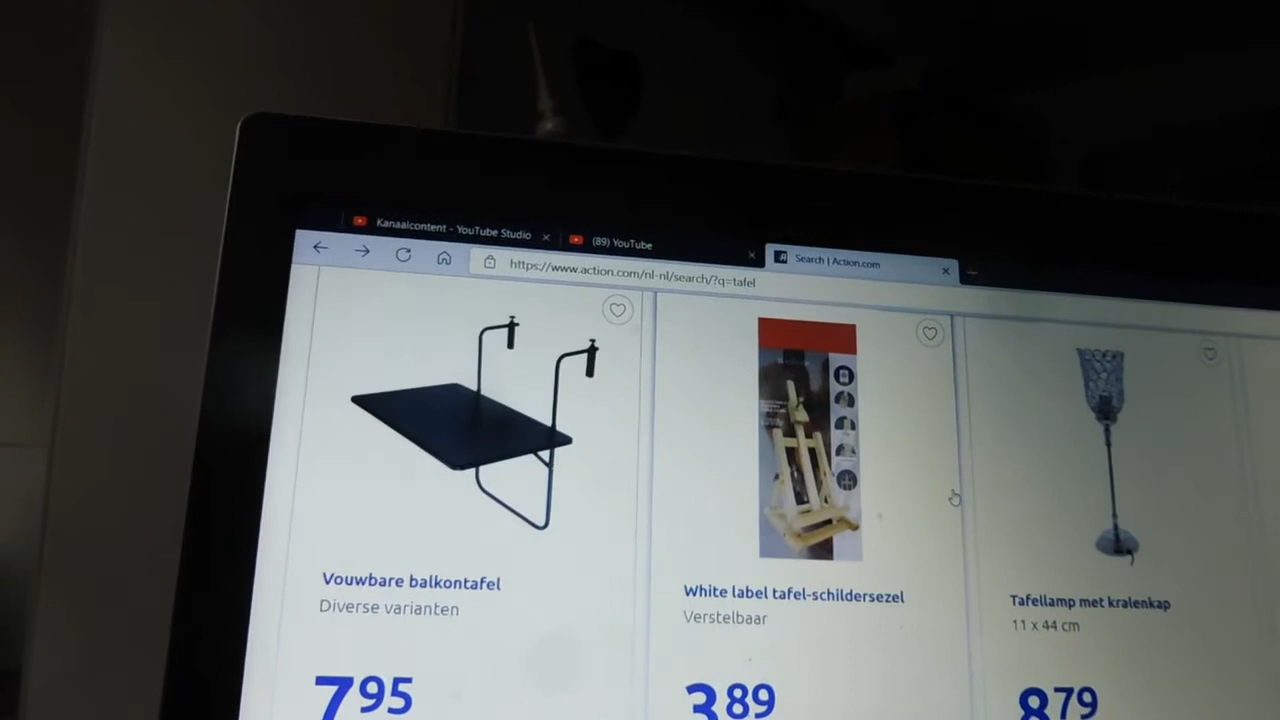 Kanaalcontent - YouTube Studio
(89) YouTube
Search | Action.com
https://www.action.com/nl-nl/search/?q=tafel
Vouwbare balkontafel
Diverse varianten
795
White label tafel-schildersezel
Verstelbaar
389
Tafellamp met kralenkap
11 x 44 cm
879